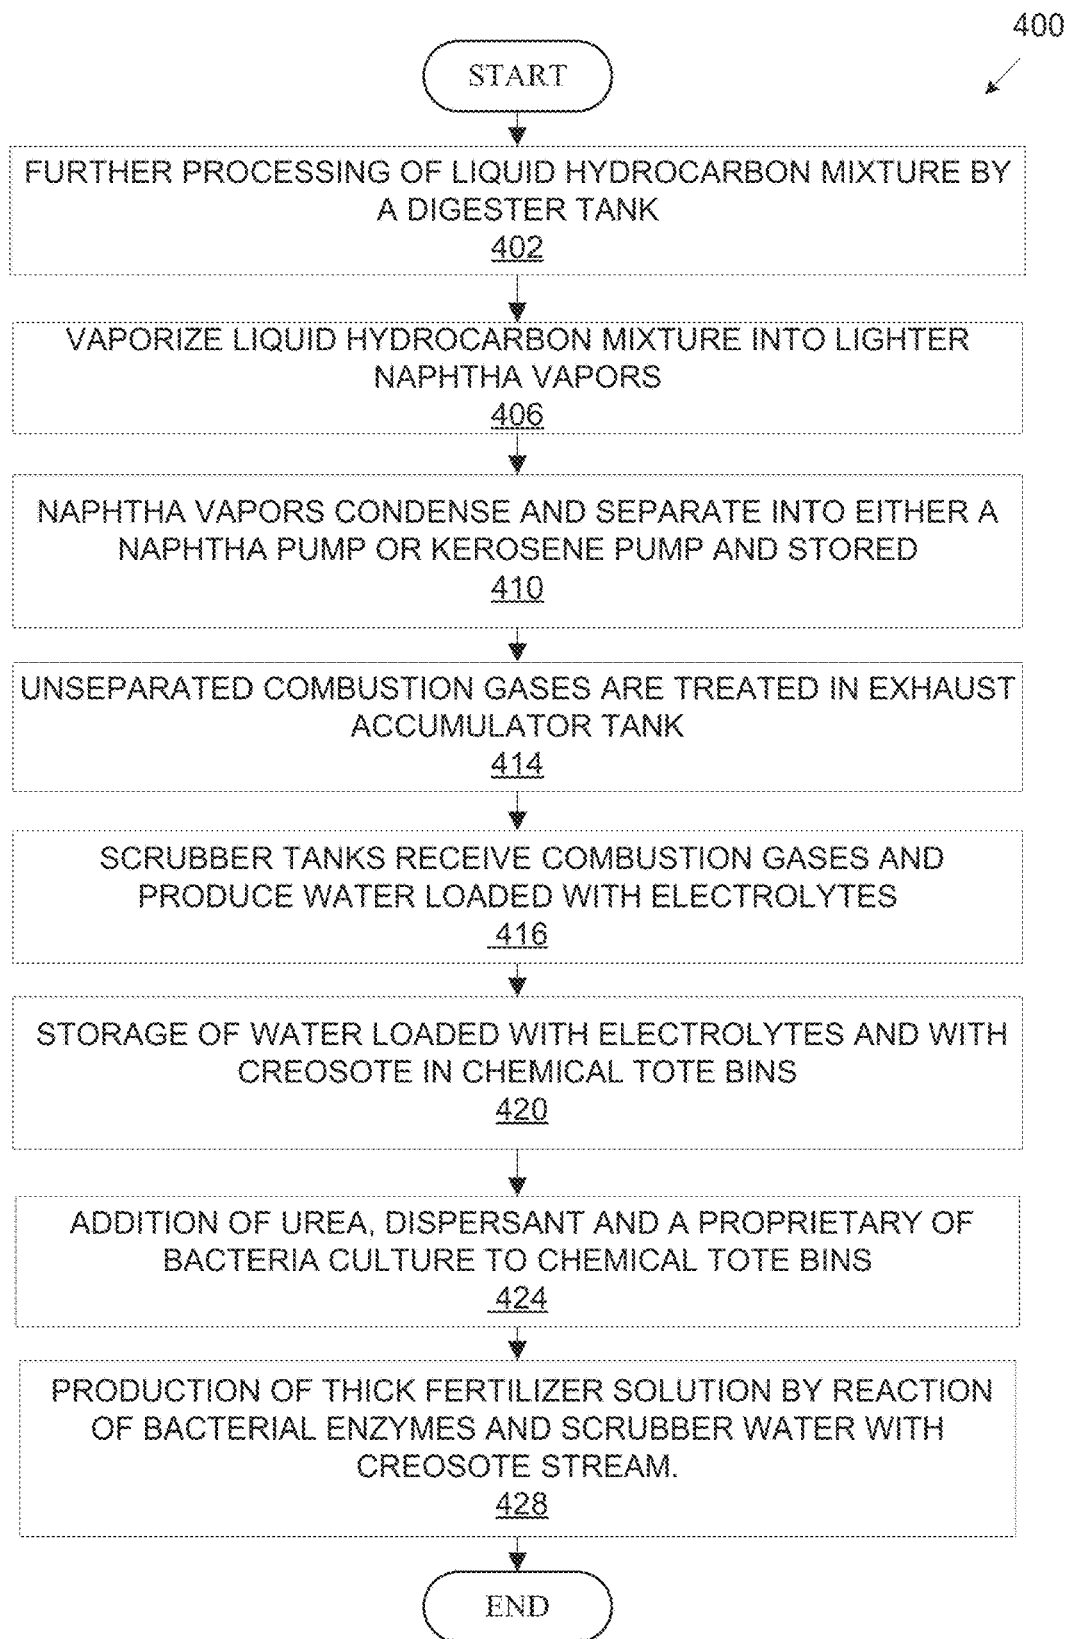 400
START
FURTHER PROCESSING OF LIQUID HYDROCARBON MIXTURE BY
A DIGESTER TANK
402
VAPORIZE LIQUID HYDROCARBON MIXTURE INTO LIGHTER
NAPHTHA VAPORS
406
NAPHTHA VAPORS CONDENSE AND SEPARATE INTO EITHER A
NAPHTHA PUMP OR KEROSENE PUMP AND STORED
410
UNSEPARATED COMBUSTION GASES ARE TREATED IN EXHAUST
ACCUMULATOR TANK
414
SCRUBBER TANKS RECEIVE COMBUSTION GASES AND
PRODUCE WATER LOADED WITH ELECTROLYTES
416
STORAGE OF WATER LOADED WITH ELECTROLYTES AND WITH
CREOSOTE IN CHEMICAL TOTE BINS
420
ADDITION OF UREA, DISPERSANT AND A PROPRIETARY OF
BACTERIA CULTURE TO CHEMICAL TOTE BINS
424
PRODUCTION OF THICK FERTILIZER SOLUTION BY REACTION
OF BACTERIAL ENZYMES AND SCRUBBER WATER WITH
CREOSOTE STREAM.
428
END